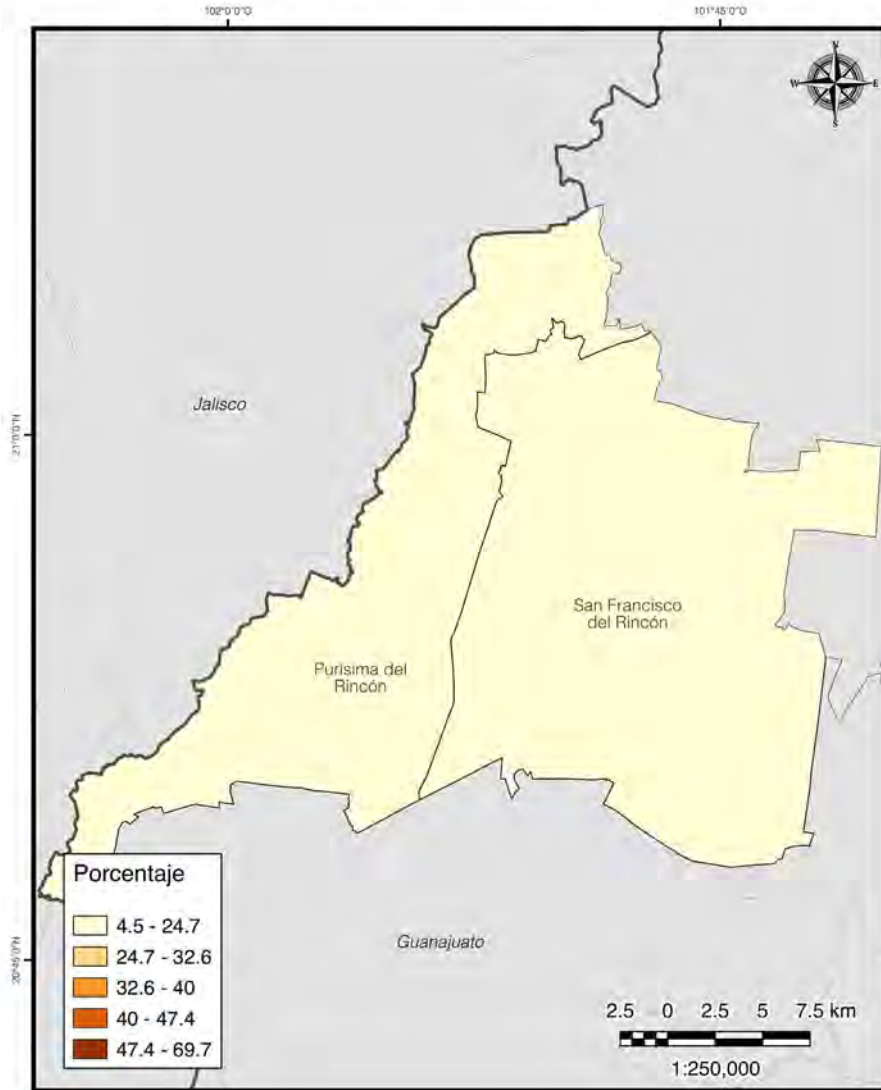 102°0'0"O
101°45'0"O
N
W
E
S
Jalisco
21°0'0"N
San Francisco
del Rincón
Purísima del
Rincón
Porcentaje
4.5 - 24.7
24.7 - 32.6
32.6 - 40
40 - 47.4
47.4 - 69.7
Guanajuato
20°45'0"N
2.5 0 2.5 5 7.5 km
1:250,000